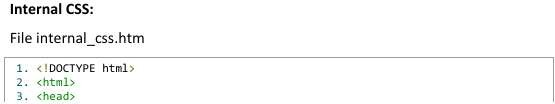 Internal CSS:
File internal_css.htm
1. <!DOCTYPE html>
2. <html>
3. <head>